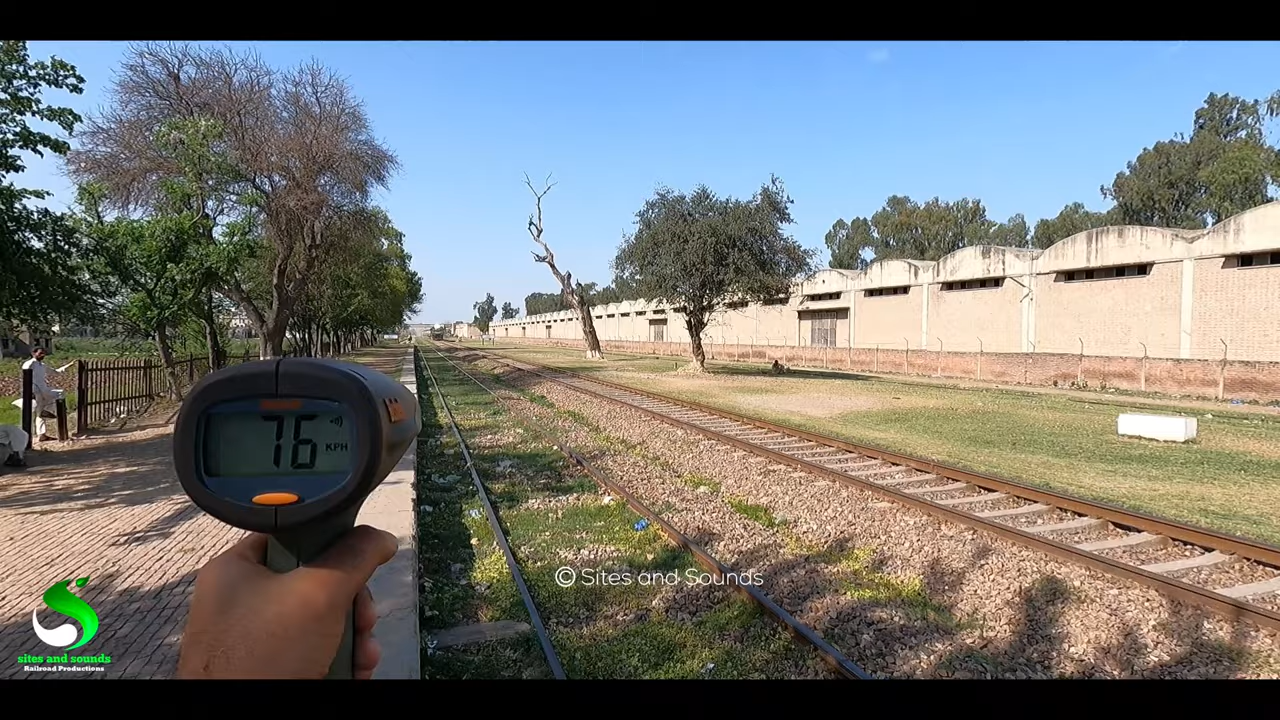 76
KPH
© Sites and Sounds
sites and sounds
Railroad Productions